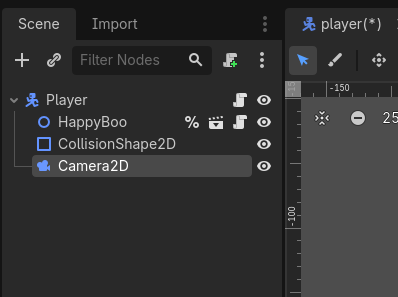 Scene Import
player(*)
Filter Nodes
-150
Player
25
HappyBoo %
CollisionShape2D
Camera2D
-100